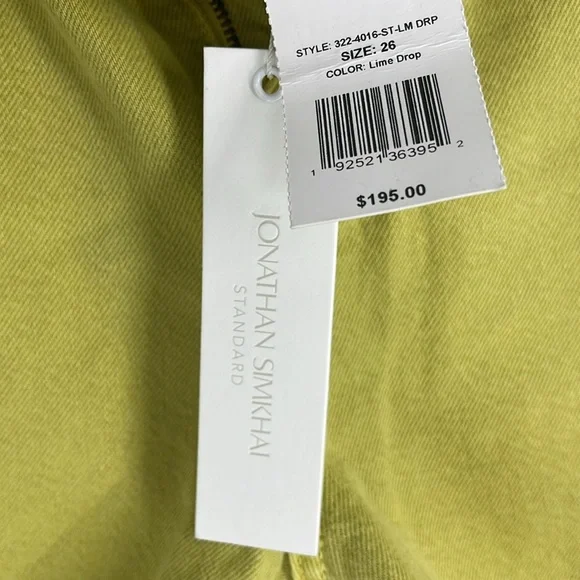 STYLE: 322-4016-ST-LM DRP
SIZE: 26
COLOR: Lime Drop
1 92521 36395 2
$195.00
JONATHAN SIMKHAI
STANDARD